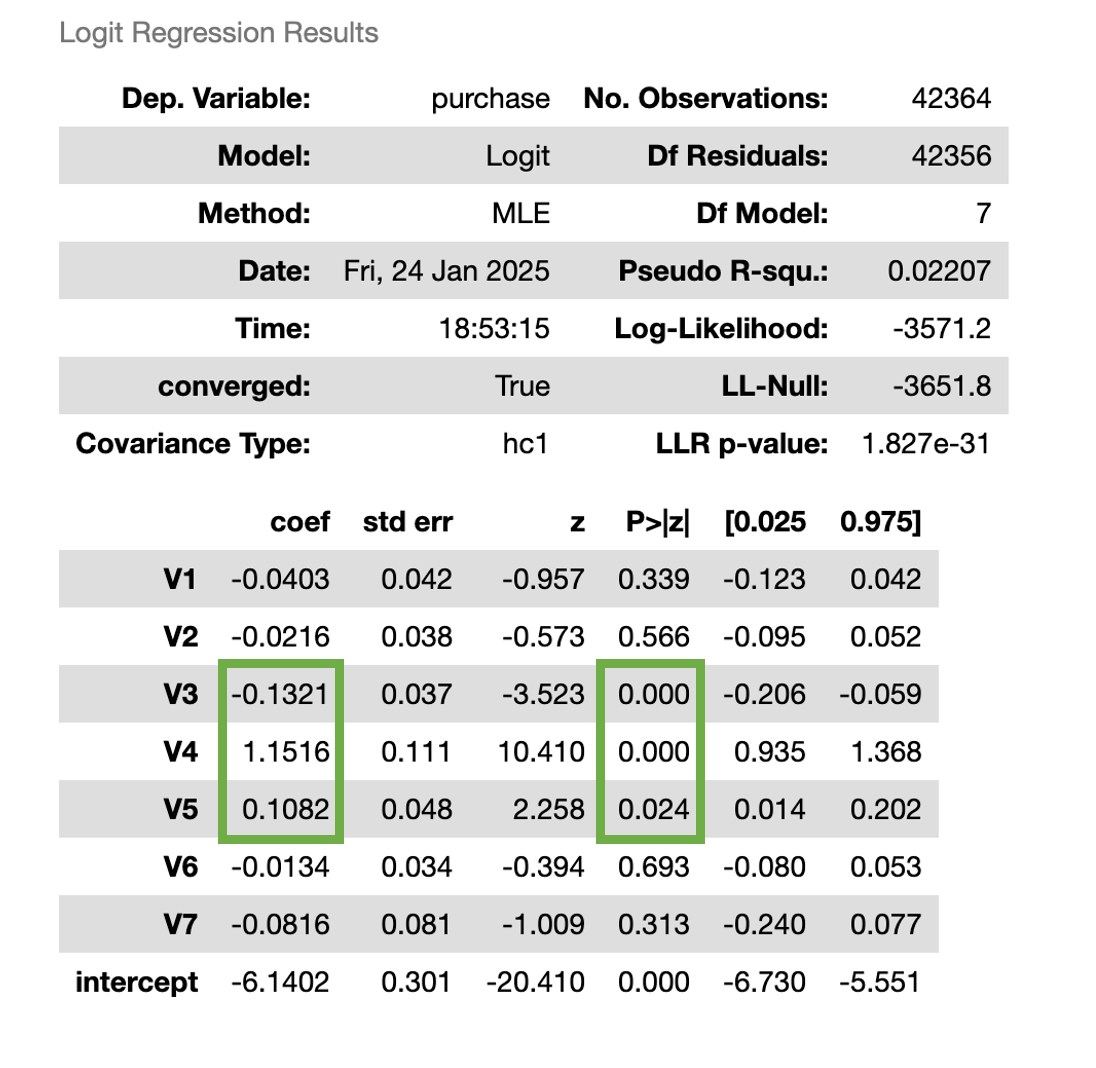 Logit Regression Results
Dep. Variable: purchase No. Observations: 42364
Model: Logit Df Residuals: 42356
Method: MLE Df Model: 7
Date: Fri, 24 Jan 2025 Pseudo R-squ.: 0.02207
Time: 18:53:15 Log-Likelihood: -3571.2
converged: True LL-Null: -3651.8
Covariance Type: hc1 LLR p-value: 1.827e-31
coef std err z P>|z| [0.025 0.975]
V1 -0.0403 0.042 -0.957 0.339 -0.123 0.042
V2 -0.0216 0.038 -0.573 0.566 -0.095 0.052
V3 -0.1321 0.037 -3.523 0.000 -0.206 -0.059
V4 1.1516 0.111 10.410 0.000 0.935 1.368
V5 0.1082 0.048 2.258 0.024 0.014 0.202
V6 -0.0134 0.034 -0.394 0.693 -0.080 0.053
V7 -0.0816 0.081 -1.009 0.313 -0.240 0.077
intercept -6.1402 0.301 -20.410 0.000 -6.730 -5.551